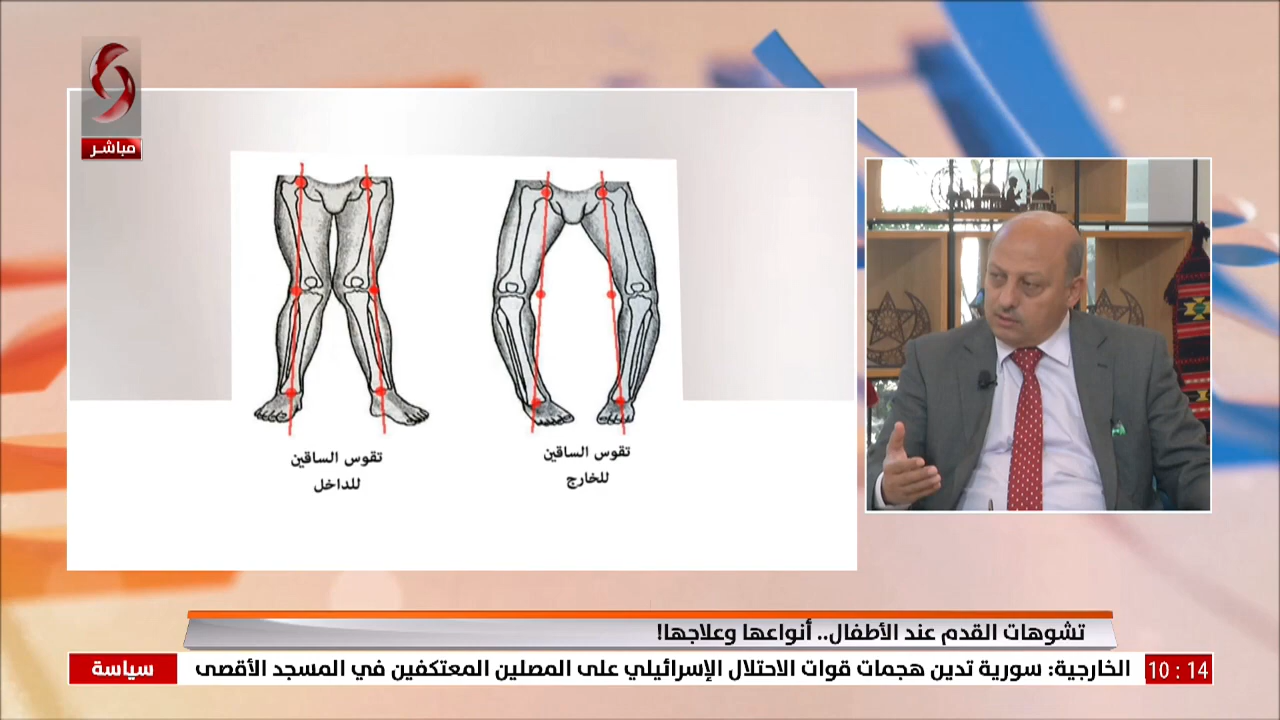 مباشر
تقوس الساقين
للداخل
تقوس الساقين
للخارج
تشوهات القدم عند الأطفال.. أنواعها وعلاجها!
سياسة
الخارجية: سورية تدين هجمات قوات الاحتلال الإسرائيلي على المصلين المعتكفين في المسجد الأقصى
10 : 14